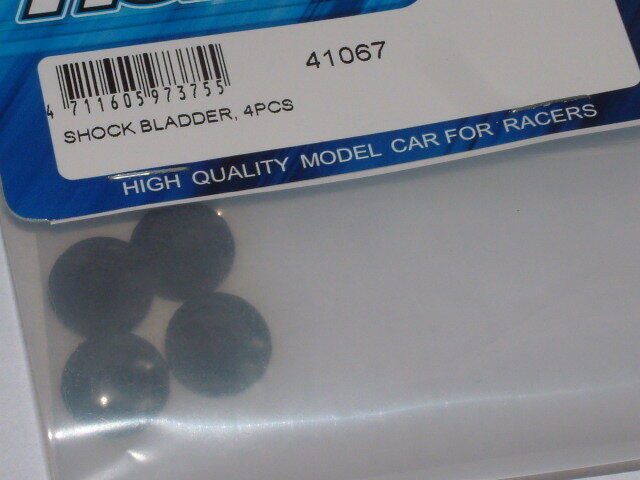 41067
4 711605 973755
SHOCK BLADDER, 4PCS
HIGH QUALITY MODEL CAR FOR RACERS